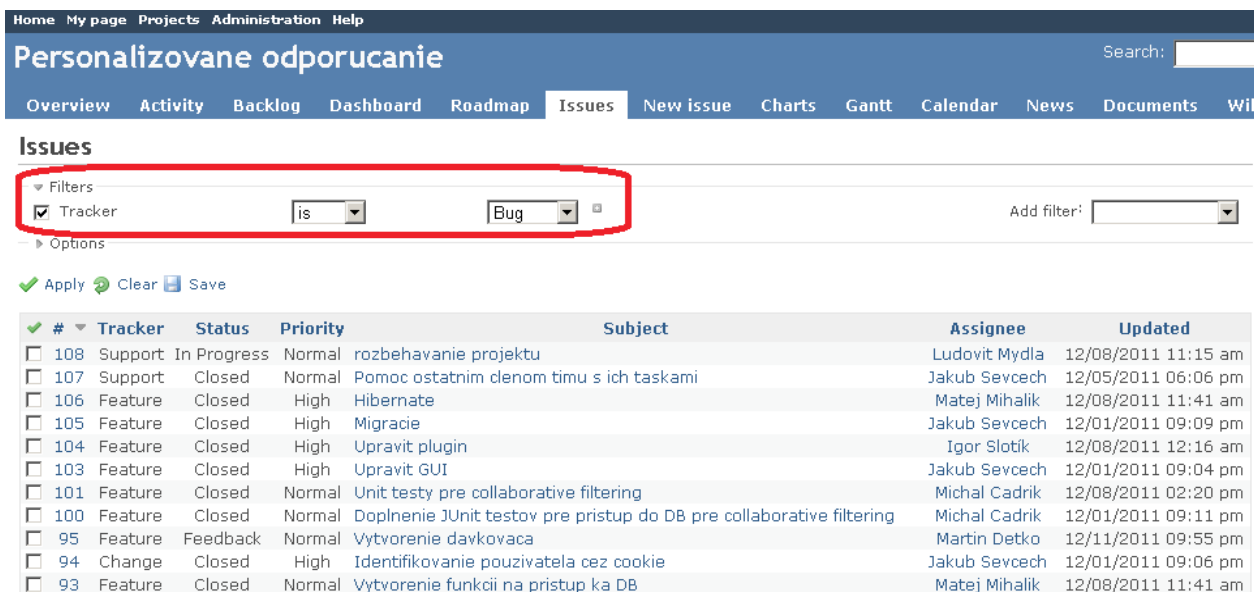 Home My page Projects Administration Help
Personalizovane odporucanie Search:
Overview Activity Backlog Dashboard Roadmap Issues New issue Charts Gantt Calendar News Documents Wil
Issues
Filters
Tracker is Bug Add filter:
Options
Apply Clear Save
# Tracker Status Priority Subject Assignee Updated
108 Support In Progress Normal rozbehavanie projektu Ludovit Mydla 12/08/2011 11:15 am
107 Support Closed Normal Pomoc ostatnim clenom timu s ich taskami Jakub Sevcech 12/05/2011 06:06 pm
106 Feature Closed High Hibernate Matej Mihalik 12/08/2011 11:41 am
105 Feature Closed High Migracie Jakub Sevcech 12/01/2011 09:09 pm
104 Feature Closed High Upravit plugin Igor Slotík 12/08/2011 12:16 am
103 Feature Closed High Upravit GUI Jakub Sevcech 12/01/2011 09:04 pm
101 Feature Closed Normal Unit testy pre collaborative filtering Michal Cadrik 12/08/2011 02:20 pm
100 Feature Closed Normal Doplnenie JUnit testov pre pristup do DB pre collaborative filtering Michal Cadrik 12/01/2011 09:11 pm
95 Feature Feedback Normal Vytvorenie davkovaca Martin Detko 12/11/2011 09:55 pm
94 Change Closed High Identifikovanie pouzivatela cez cookie Jakub Sevcech 12/01/2011 09:06 pm
93 Feature Closed Normal Vytvorenie funkcii na pristup ka DB Matej Mihalik 12/08/2011 11:41 am